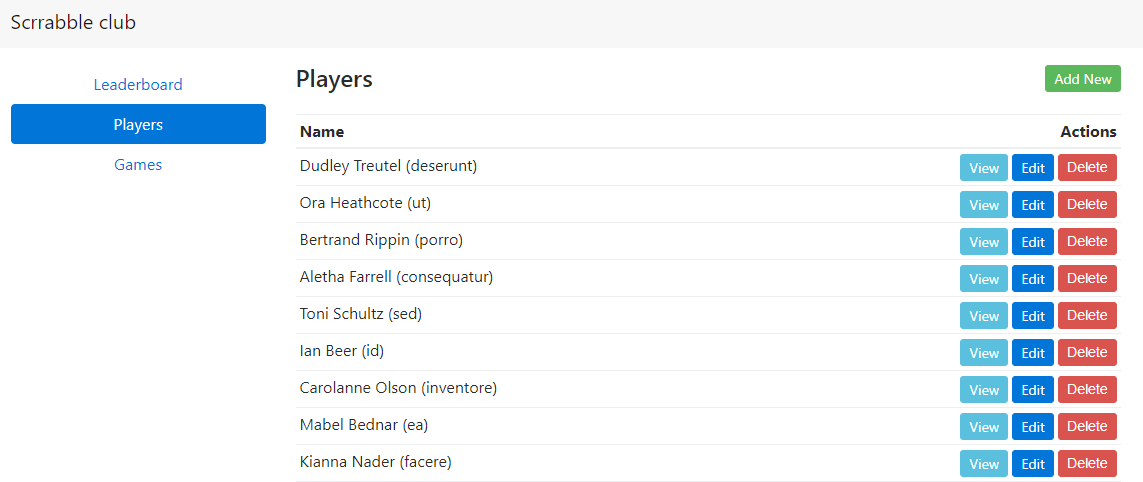 Scrrabble club
Leaderboard
Players
Games
Players
Add New
Name Actions
Dudley Treutel (deserunt) View Edit Delete
Ora Heathcote (ut) View Edit Delete
Bertrand Rippin (porro) View Edit Delete
Aletha Farrell (consequatur) View Edit Delete
Toni Schultz (sed) View Edit Delete
Ian Beer (id) View Edit Delete
Carolanne Olson (inventore) View Edit Delete
Mabel Bednar (ea) View Edit Delete
Kianna Nader (facere) View Edit Delete